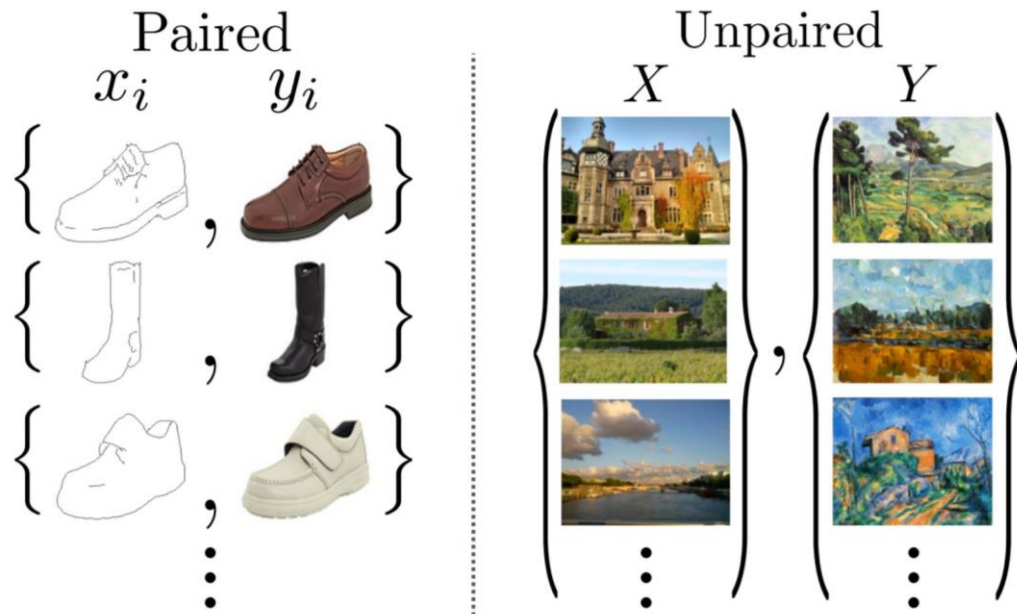 Paired
x_i y_i
{ , }
{ , }
{ , }
⋮
Unpaired
X Y
{ , }
⋮ ⋮